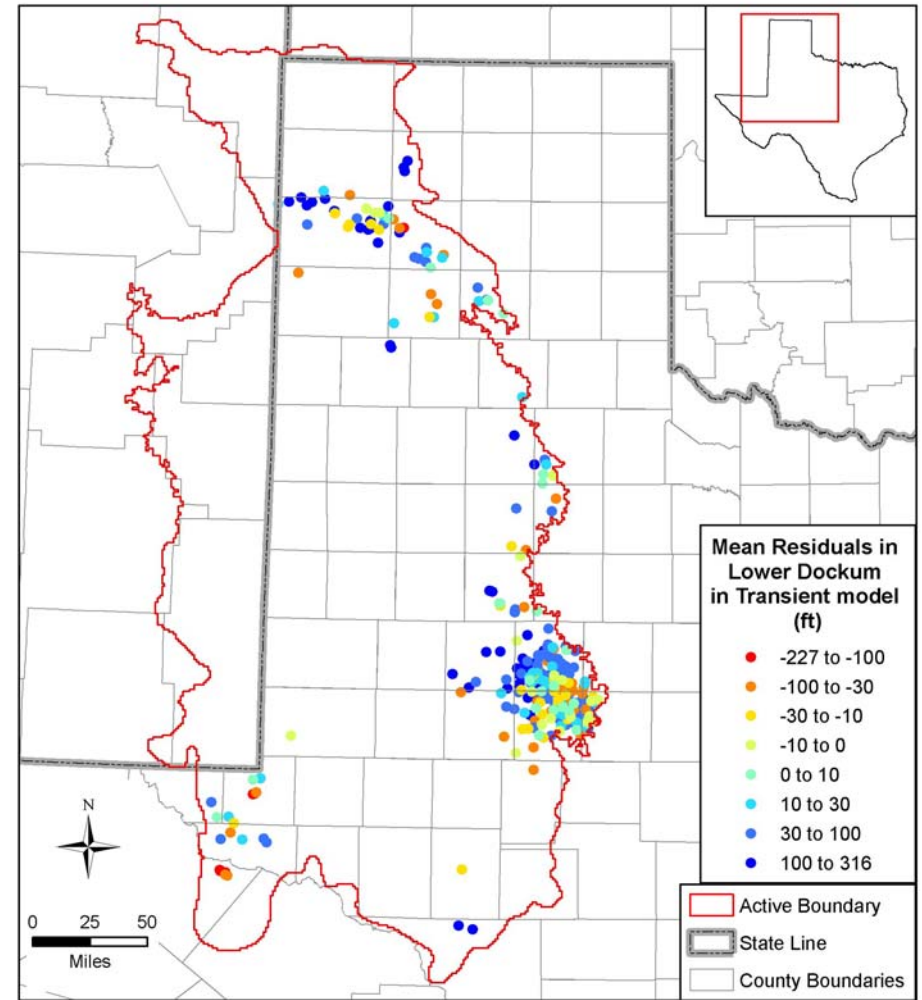 Mean Residuals in
Lower Dockum
in Transient model
(ft)
-227 to -100
-100 to -30
-30 to -10
-10 to 0
0 to 10
10 to 30
30 to 100
100 to 316
Active Boundary
State Line
County Boundaries
N
0 25 50
Miles